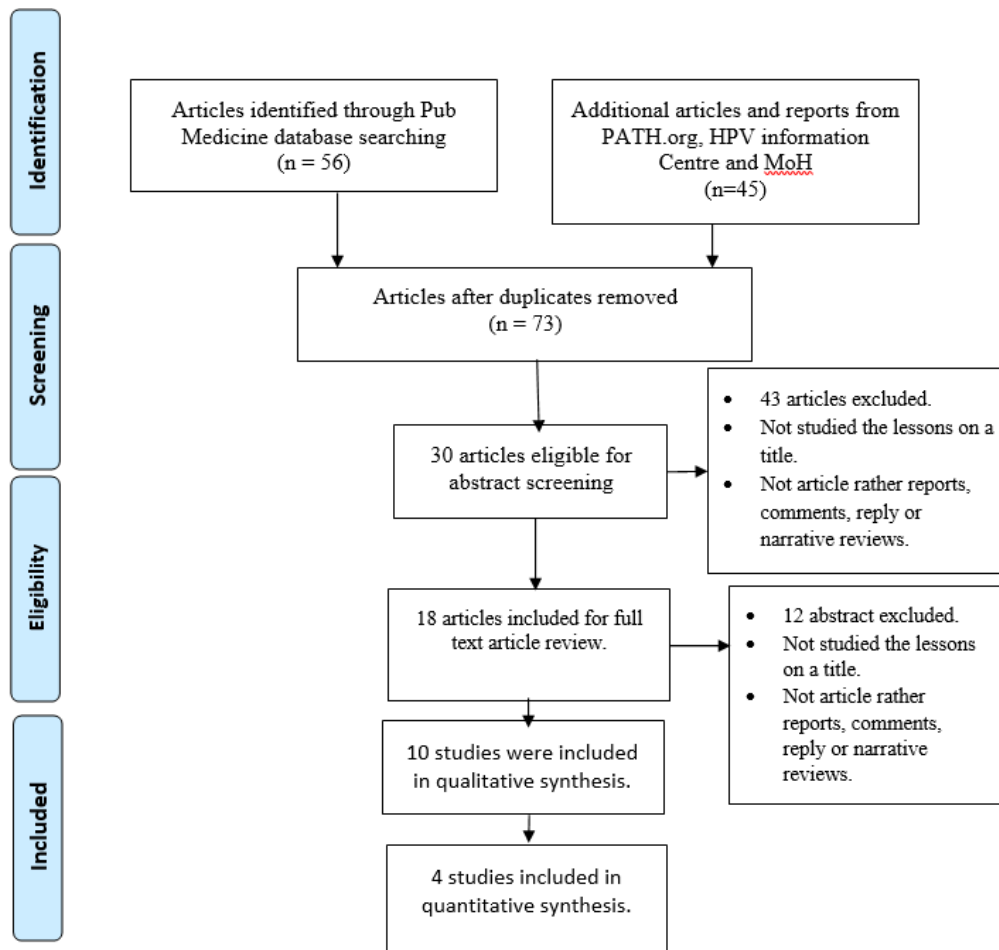 Identification
Articles identified through Pub
Medicine database searching
(n = 56)
Additional articles and reports from
PATH.org, HPV information
Centre and MoH
(n=45)
Screening
Articles after duplicates removed
(n = 73)
30 articles eligible for
abstract screening
• 43 articles excluded.
• Not studied the lessons on a
title.
• Not article rather reports,
comments, reply or
narrative reviews.
Eligibility
18 articles included for full
text article review.
• 12 abstract excluded.
• Not studied the lessons
on a title.
• Not article rather
reports, comments,
reply or narrative
reviews.
Included
10 studies were included
in qualitative synthesis.
4 studies included in
quantitative synthesis.